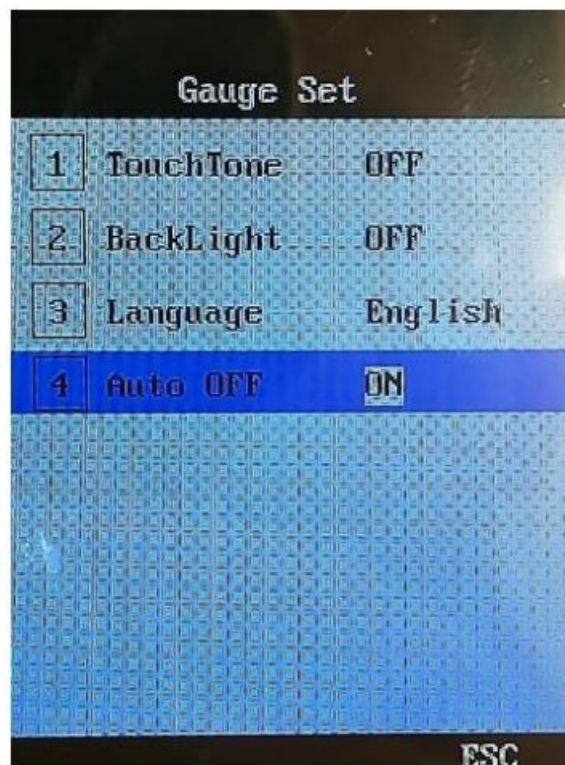 Gauge Set
1 TouchTone OFF
2 BackLight OFF
3 Language English
4 Auto OFF ON
ESC